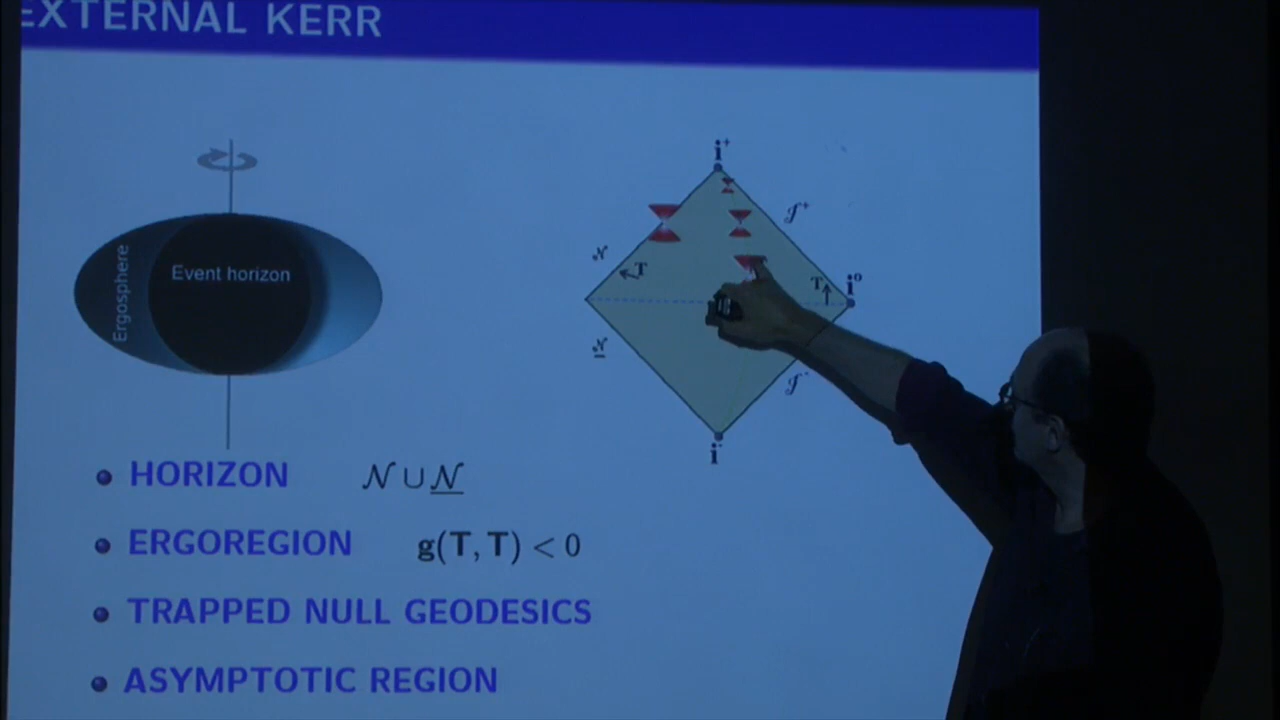 EXTERNAL KERR
Ergosphere
Event horizon
i⁺
𝒥⁺
𝒩
T
T
i⁰
𝒩
𝒥⁻
i⁻
HORIZON 𝒩 ∪ 𝒩
ERGOREGION g(T, T) < 0
TRAPPED NULL GEODESICS
ASYMPTOTIC REGION